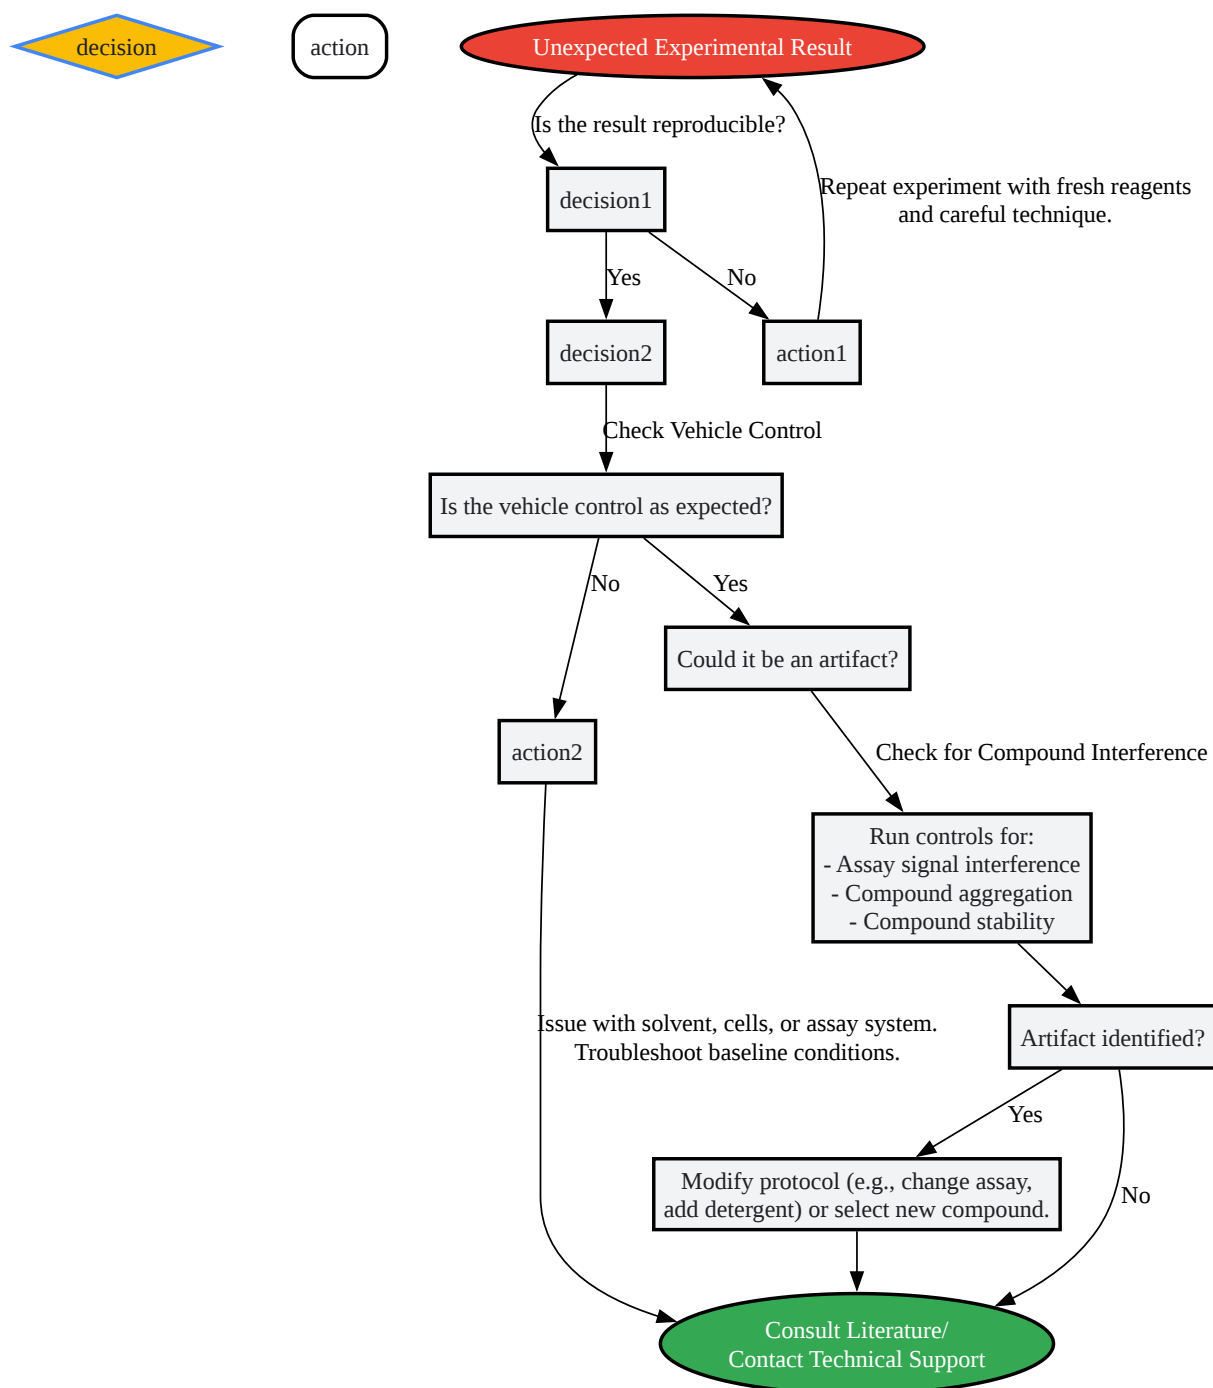 decision
action
Unexpected Experimental Result
Is the result reproducible?
decision1
Repeat experiment with fresh reagents
and careful technique.
Yes
No
decision2
action1
Check Vehicle Control
Is the vehicle control as expected?
No
Yes
Could it be an artifact?
action2
Check for Compound Interference
Run controls for:
- Assay signal interference
- Compound aggregation
- Compound stability
Issue with solvent, cells, or assay system.
Troubleshoot baseline conditions.
Artifact identified?
Yes
Modify protocol (e.g., change assay,
add detergent) or select new compound.
No
Consult Literature/
Contact Technical Support